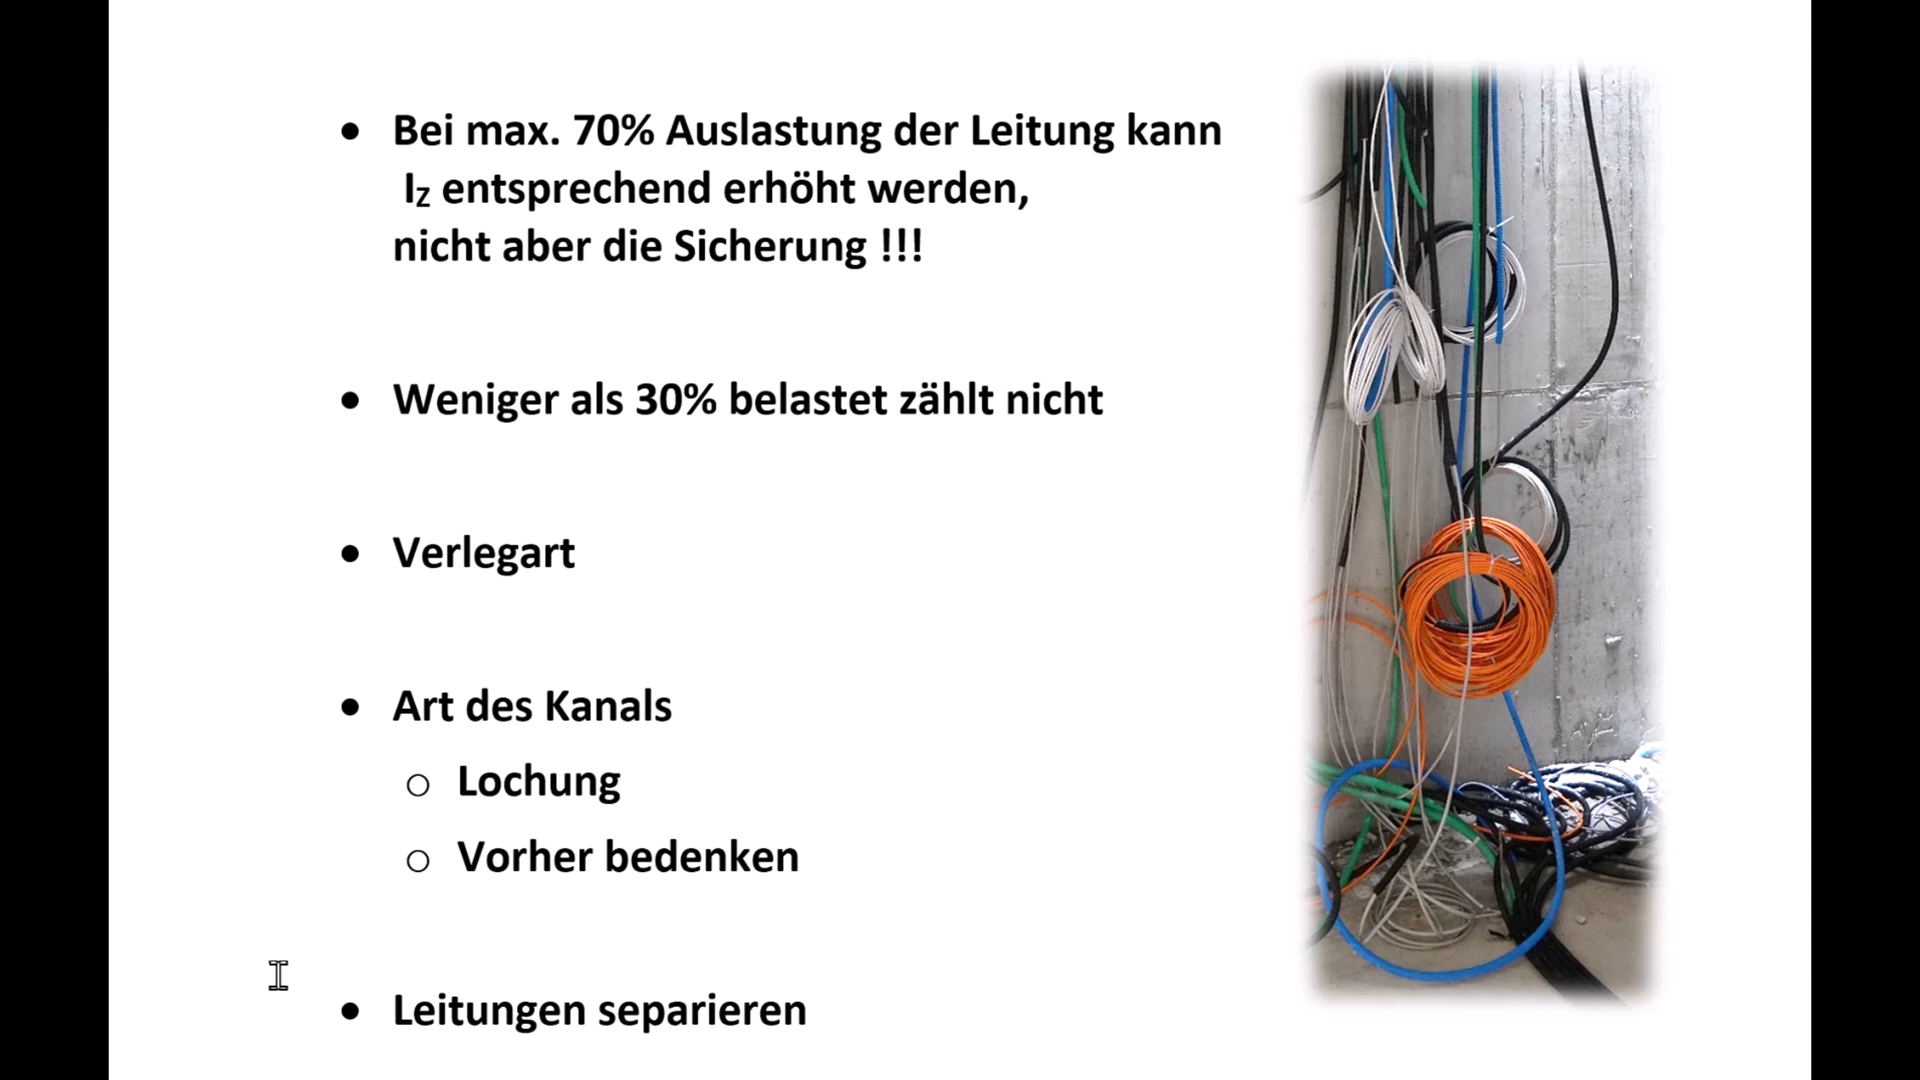 • Bei max. 70% Auslastung der Leitung kann
I_Z entsprechend erhöht werden,
nicht aber die Sicherung !!!
• Weniger als 30% belastet zählt nicht
• Verlegart
• Art des Kanals
○ Lochung
○ Vorher bedenken
• Leitungen separieren